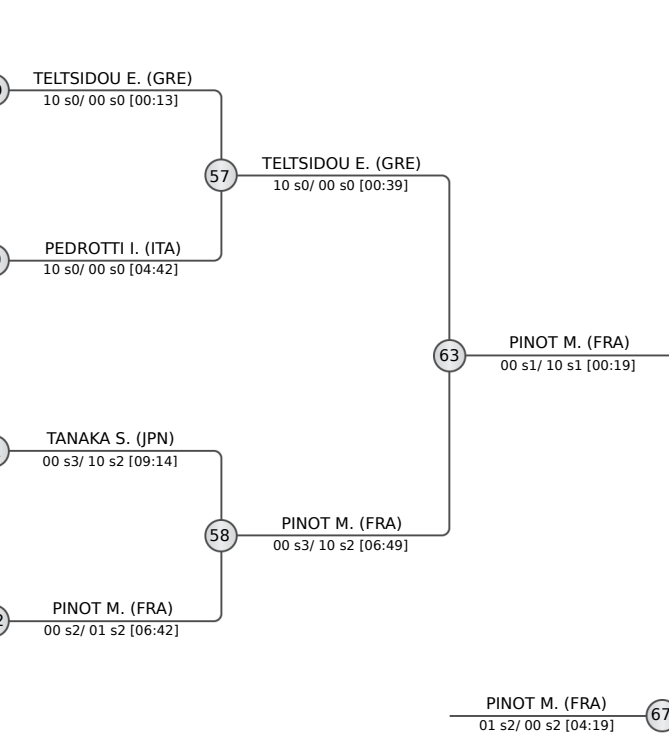 TELTSIDOU E. (GRE)
10 s0/ 00 s0 [00:13]
57
TELTSIDOU E. (GRE)
10 s0/ 00 s0 [00:39]
PEDROTTI I. (ITA)
10 s0/ 00 s0 [04:42]
63
PINOT M. (FRA)
00 s1/ 10 s1 [00:19]
TANAKA S. (JPN)
00 s3/ 10 s2 [09:14]
58
PINOT M. (FRA)
00 s3/ 10 s2 [06:49]
PINOT M. (FRA)
00 s2/ 01 s2 [06:42]
PINOT M. (FRA)
01 s2/ 00 s2 [04:19]
67